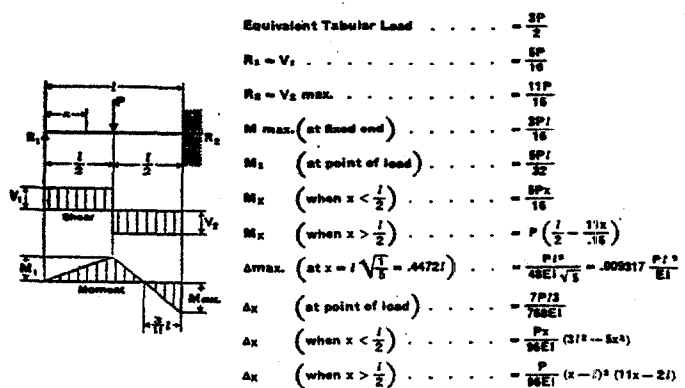 Equivalent Tabular Load . . . . = 3P/2
R₁ = V₁ . . . . . . . . = 5P/16
R₂ = V₂ max. . . . . . . . = 11P/16
M max. (at fixed end) . . . . . = 3Pl/16
M₁ (at point of load) . . . . = 5Pl/32
Mx (when x < l/2) . . . . . = 5Px/16
Mx (when x > l/2) . . . . . = P (l/2 − 11x/16)
Δmax. (at x = l √1/5 = .4472l) . . = Pl³/48EI√5 = .009317 Pl³/EI
Δx (at point of load) . . . . = 7Pl3/768EI
Δx (when x < l/2) . . . . . = Px/96EI (3l² − 5x²)
Δx (when x > l/2) . . . . . = P/96EI (x − l)² (11x − 2l)
l
x
P
R₁
R₂
l/2
l/2
V₁
Shear
V₂
M₁
Moment
M max.
3/11 l